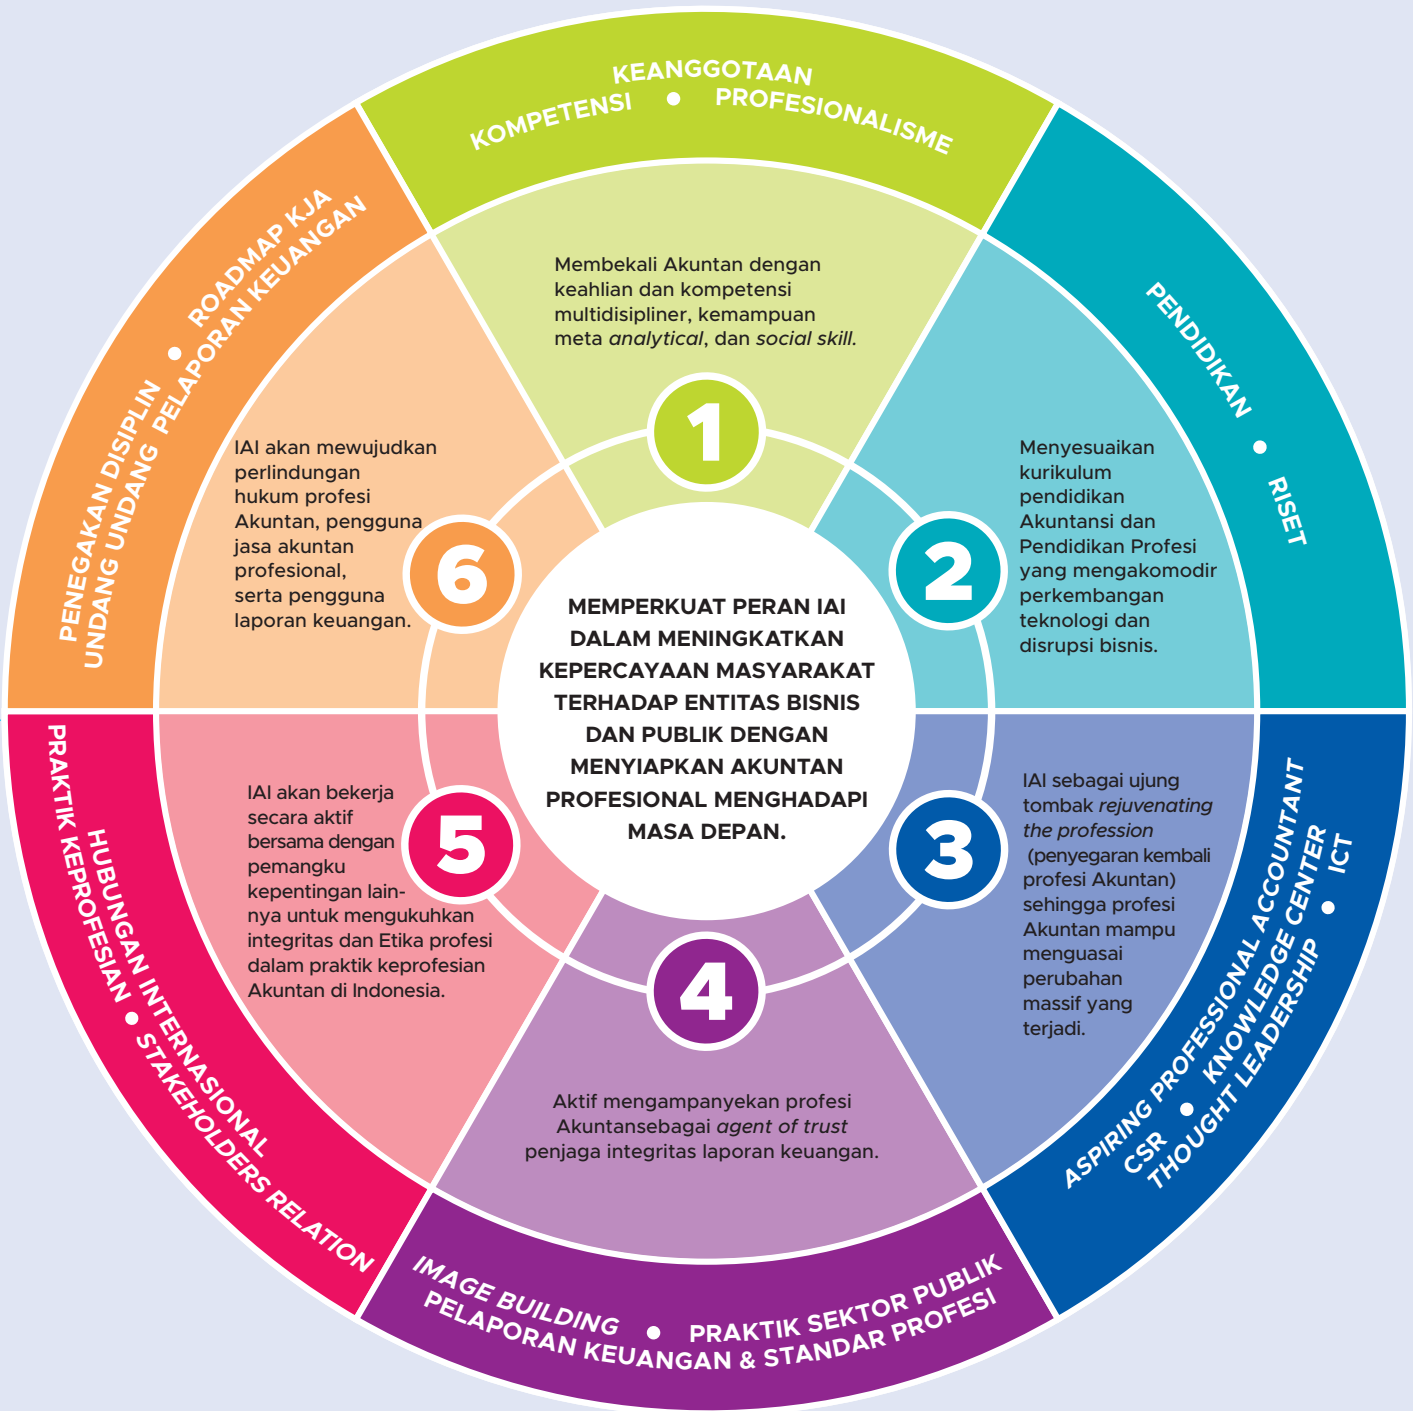 KEANGGOTAAN
KOMPETENSI • PROFESIONALISME
Membekali Akuntan dengan
keahlian dan kompetensi
multidisipliner, kemampuan
meta analytical, dan social skill.
1
PENDIDIKAN • RISET
Menyesuaikan
kurikulum
pendidikan
Akuntansi dan
Pendidikan Profesi
yang mengakomodir
perkembangan
teknologi dan
disrupsi bisnis.
2
ASPIRING PROFESSIONAL ACCOUNTANT
CSR • KNOWLEDGE CENTER
THOUGHT LEADERSHIP • ICT
IAI sebagai ujung
tombak rejuvenating
the profession
(penyegaran kembali
profesi Akuntan)
sehingga profesi
Akuntan mampu
menguasai
perubahan
massif yang
terjadi.
3
4
Aktif mengampanyekan profesi
Akuntansebagai agent of trust
penjaga integritas laporan keuangan.
IMAGE BUILDING • PRAKTIK SEKTOR PUBLIK
PELAPORAN KEUANGAN & STANDAR PROFESI
5
IAI akan bekerja
secara aktif
bersama dengan
pemangku
kepentingan lain-
nya untuk mengukuhkan
integritas dan Etika profesi
dalam praktik keprofesian
Akuntan di Indonesia.
HUBUNGAN INTERNASIONAL
PRAKTIK KEPROFESIAN • STAKEHOLDERS RELATION
6
IAI akan mewujudkan
perlindungan
hukum profesi
Akuntan, pengguna
jasa akuntan
profesional,
serta pengguna
laporan keuangan.
PENEGAKAN DISIPLIN • ROADMAP KJA
UNDANG UNDANG PELAPORAN KEUANGAN
MEMPERKUAT PERAN IAI
DALAM MENINGKATKAN
KEPERCAYAAN MASYARAKAT
TERHADAP ENTITAS BISNIS
DAN PUBLIK DENGAN
MENYIAPKAN AKUNTAN
PROFESIONAL MENGHADAPI
MASA DEPAN.